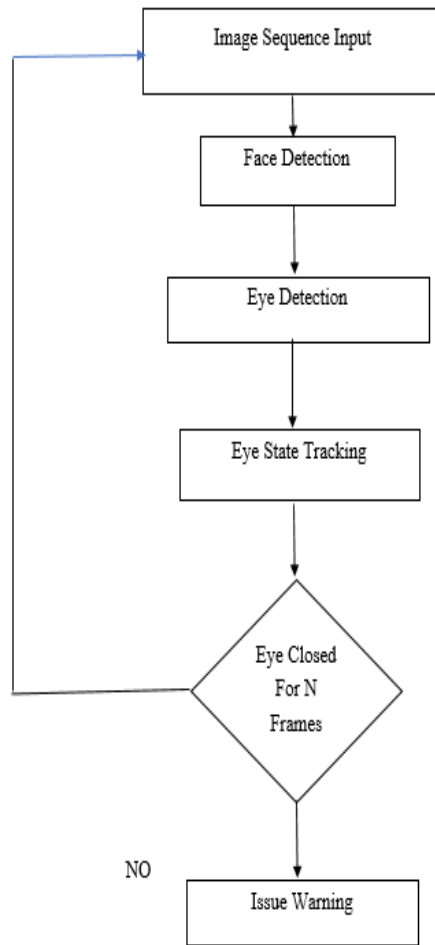 Image Sequence Input
Face Detection
Eye Detection
Eye State Tracking
Eye Closed
For N
Frames
NO
Issue Warning